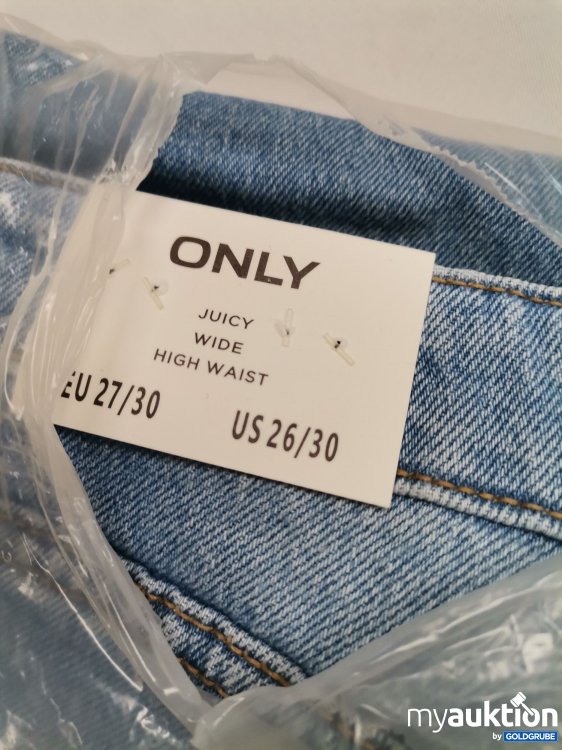 ONLY
JUICY
WIDE
HIGH WAIST
EU 27/30
US 26/30
myauktion
by GOLDGRUBE